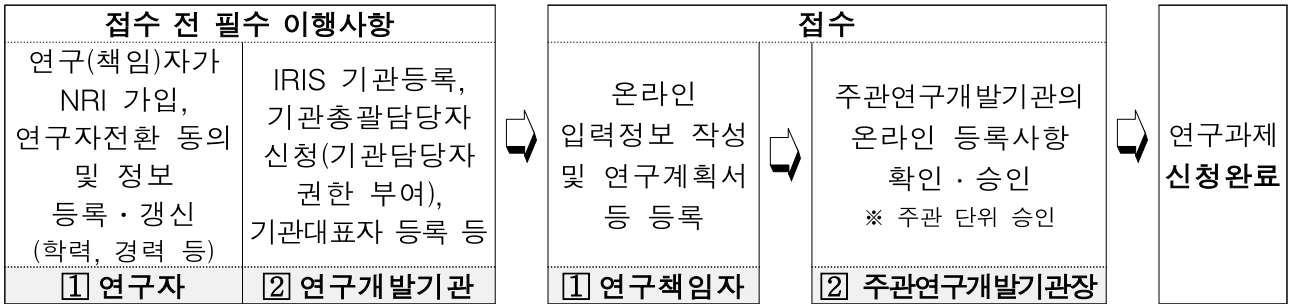 접수 전 필수 이행사항
연구(책임)자가
NRI 가입,
연구자전환 동의
및 정보
등록·갱신
(학력, 경력 등)
1 연구자
IRIS 기관등록,
기관총괄담당자
신청(기관담당자
권한 부여),
기관대표자 등록 등
2 연구개발기관
접수
온라인
입력정보 작성
및 연구계획서
등 등록
1 연구책임자
주관연구개발기관의
온라인 등록사항
확인·승인
※ 주관 단위 승인
2 주관연구개발기관장
연구과제
신청완료